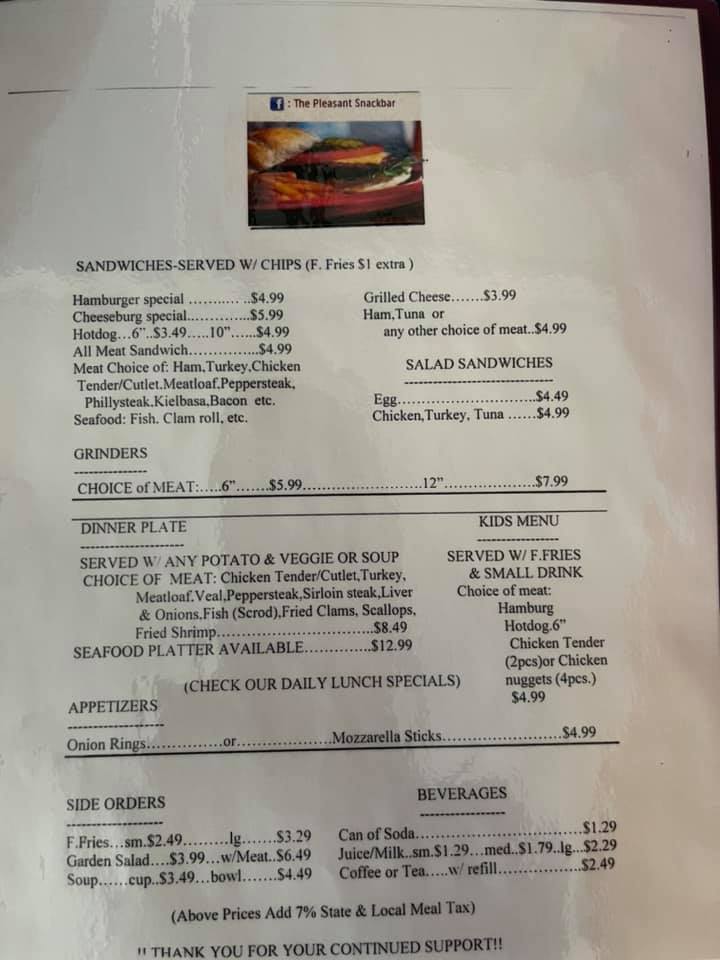 f : The Pleasant Snackbar
SANDWICHES-SERVED W/ CHIPS (F. Fries $1 extra )
Hamburger special ........... ..$4.99
Cheeseburg special..............$5.99
Hotdog...6"..$3.49.....10"......$4.99
All Meat Sandwich...............$4.99
Meat Choice of: Ham,Turkey,Chicken
Tender/Cutlet.Meatloaf.Peppersteak,
Phillysteak.Kielbasa,Bacon etc.
Seafood: Fish. Clam roll, etc.
Grilled Cheese.......$3.99
Ham,Tuna or
any other choice of meat..$4.99
SALAD SANDWICHES
--------------------------------
Egg.............................$4.49
Chicken,Turkey, Tuna ......$4.99
GRINDERS
---------------
CHOICE of MEAT:.....6".......$5.99..........................12"...................$7.99
DINNER PLATE
----------------------
SERVED W/ ANY POTATO & VEGGIE OR SOUP
CHOICE OF MEAT: Chicken Tender/Cutlet,Turkey,
Meatloaf.Veal,Peppersteak,Sirloin steak,Liver
& Onions,Fish (Scrod),Fried Clams, Scallops,
Fried Shrimp.................................$8.49
SEAFOOD PLATTER AVAILABLE..............$12.99
(CHECK OUR DAILY LUNCH SPECIALS)
KIDS MENU
-----------------
SERVED W/ F.FRIES
& SMALL DRINK
Choice of meat:
Hamburg
Hotdog.6"
Chicken Tender
(2pcs)or Chicken
nuggets (4pcs.)
$4.99
APPETIZERS
--------------------
Onion Rings................or....................Mozzarella Sticks.........................$4.99
SIDE ORDERS
--------------------
F.Fries...sm.$2.49.........lg.......$3.29
Garden Salad....$3.99...w/Meat..$6.49
Soup......cup..$3.49...bowl.......$4.49
BEVERAGES
------------------
Can of Soda...................................$1.29
Juice/Milk..sm.$1.29...med..$1.79..lg...$2.29
Coffee or Tea.....w/ refill.................$2.49
(Above Prices Add 7% State & Local Meal Tax)
!! THANK YOU FOR YOUR CONTINUED SUPPORT!!